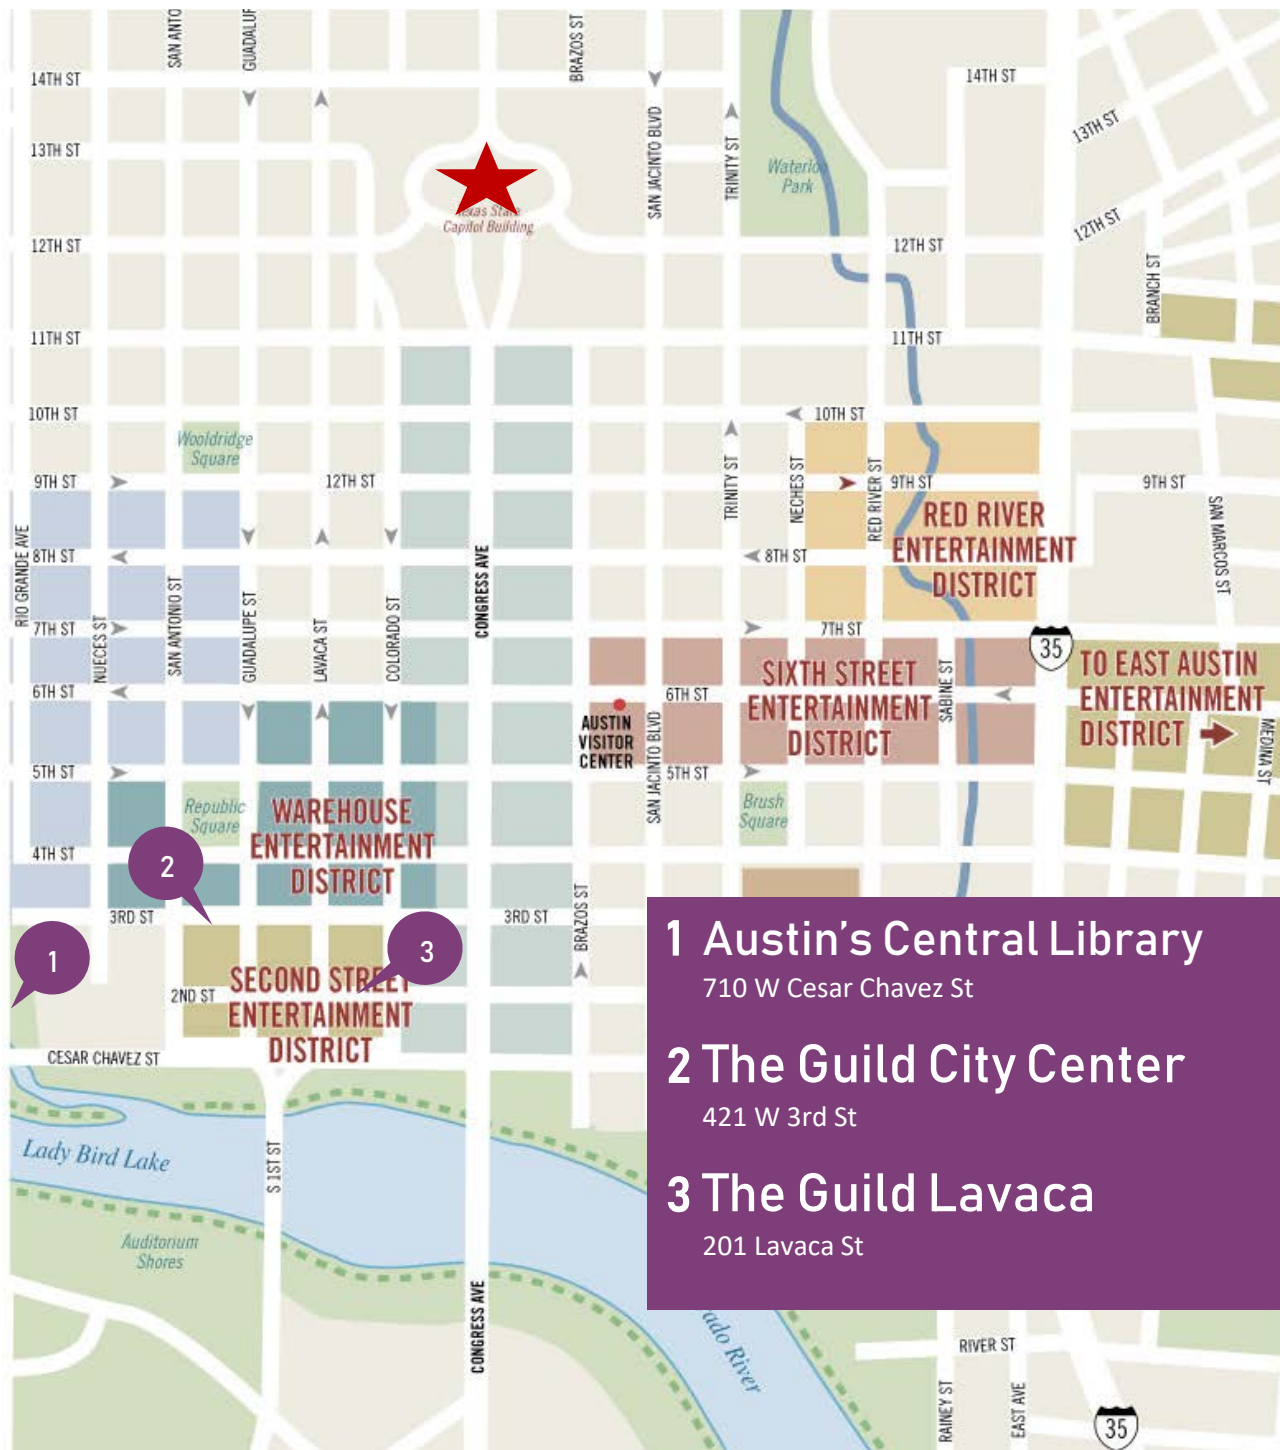 SAN ANTO
GUADALUP
BRAZOS ST
14TH ST
14TH ST
SAN JACINTO BLVD
TRINITY ST
13TH ST
13TH ST
Waterloo
Park
Texas State
Capitol Building
12TH ST
12TH ST
12TH ST
BRANCH ST
11TH ST
11TH ST
10TH ST
10TH ST
Wooldridge
Square
TRINITY ST
NECHES ST
RED RIVER ST
9TH ST
12TH ST
9TH ST
9TH ST
SAN MARCOS ST
RED RIVER
ENTERTAINMENT
DISTRICT
RIO GRANDE AVE
8TH ST
8TH ST
CONGRESS AVE
NUECES ST
SAN ANTONIO ST
GUADALUPE ST
LAVACA ST
COLORADO ST
7TH ST
7TH ST
35
SIXTH STREET
ENTERTAINMENT
DISTRICT
SABINE ST
TO EAST AUSTIN
ENTERTAINMENT
DISTRICT
MEDINA ST
6TH ST
6TH ST
AUSTIN
VISITOR
CENTER
SAN JACINTO BLVD
5TH ST
5TH ST
Republic
Square
WAREHOUSE
ENTERTAINMENT
DISTRICT
Brush
Square
4TH ST
2
3RD ST
3RD ST
BRAZOS ST
1
3
2ND ST
SECOND STREET
ENTERTAINMENT
DISTRICT
CESAR CHAVEZ ST
1 Austin's Central Library
710 W Cesar Chavez St
2 The Guild City Center
421 W 3rd St
3 The Guild Lavaca
201 Lavaca St
Lady Bird Lake
S 1ST ST
Auditorium
Shores
CONGRESS AVE
rado River
RIVER ST
RAINEY ST
EAST AVE
35